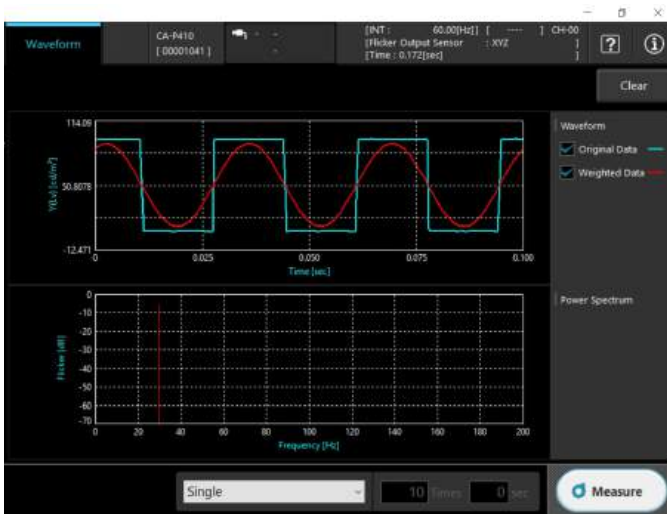 Waveform
CA-P410
[ 00001041 ]
[INT : 60.00[Hz]] [ ---- ] CH-00
[Flicker Output Sensor : XYZ ]
[Time : 0.172[sec] ]
Clear
Waveform
Original Data
Weighted Data
114.09
50.8078
-12.471
Y(Lv) [cd/m²]
0 0.025 0.050 0.075 0.100
Time [sec]
Power Spectrum
0
-10
-20
-30
-40
-50
-60
-70
Flicker [dB]
0 20 40 60 80 100 120 140 160 180 200
Frequency [Hz]
Single
10 Times 0 sec
Measure